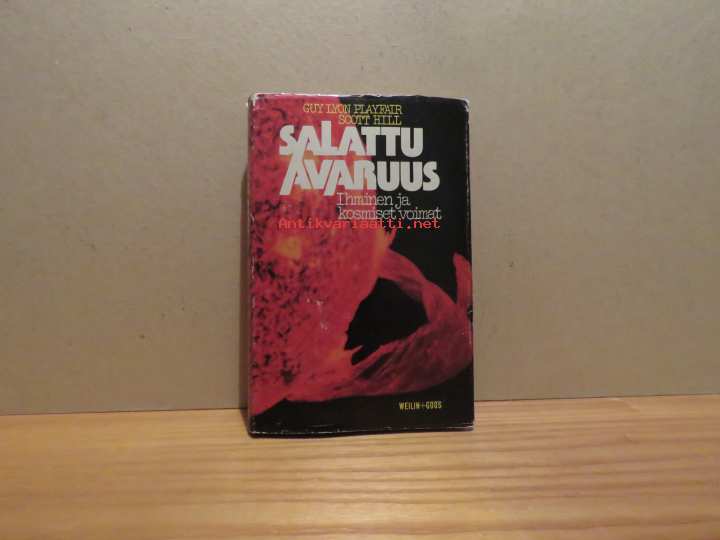 GUY LYON PLAYFAIR
SCOTT HILL
SALATTU
AVARUUS
Ihminen ja
kosmiset voimat
Antikvariaatti.net
WEILIN+GÖÖS